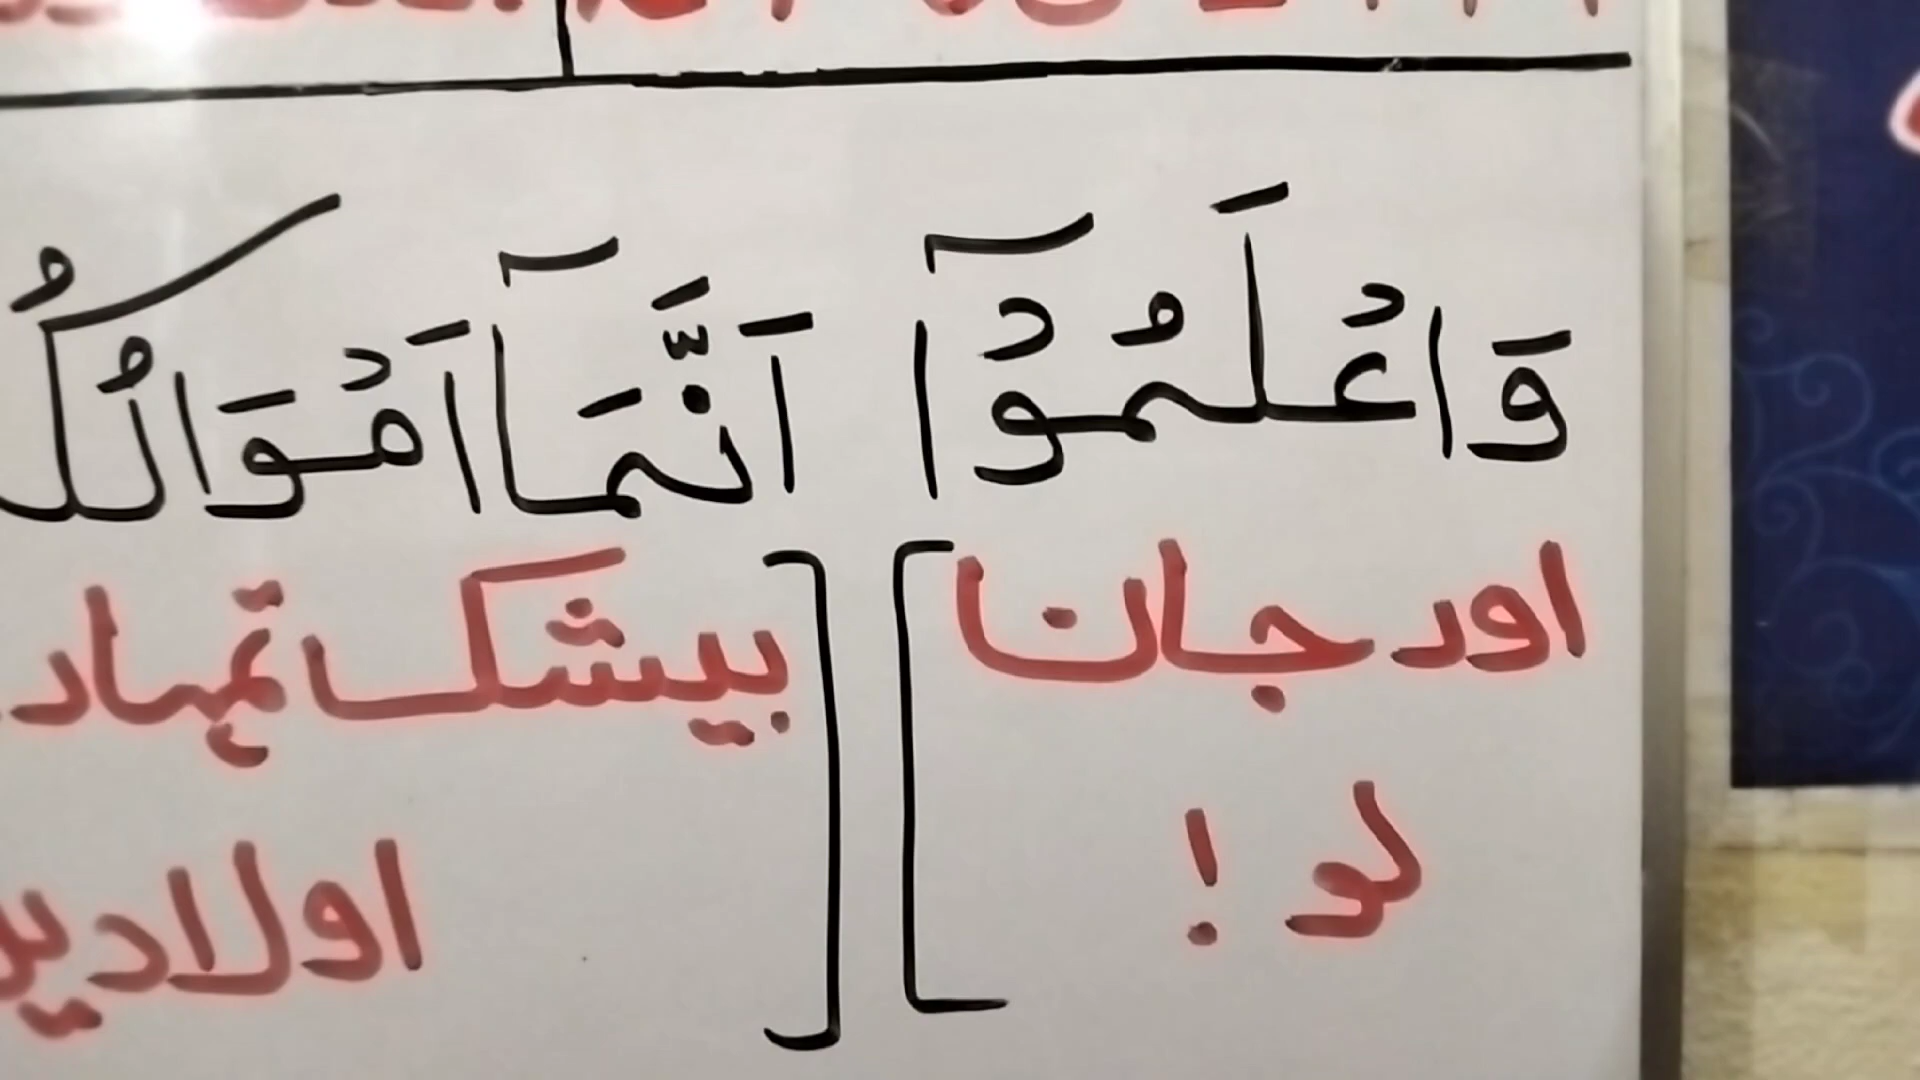 وَاعْلَمُوْۤا اَنَّمَاۤ اَمْوَالُكُ
اور جان بیشک تمہار
لو ! اولادیں